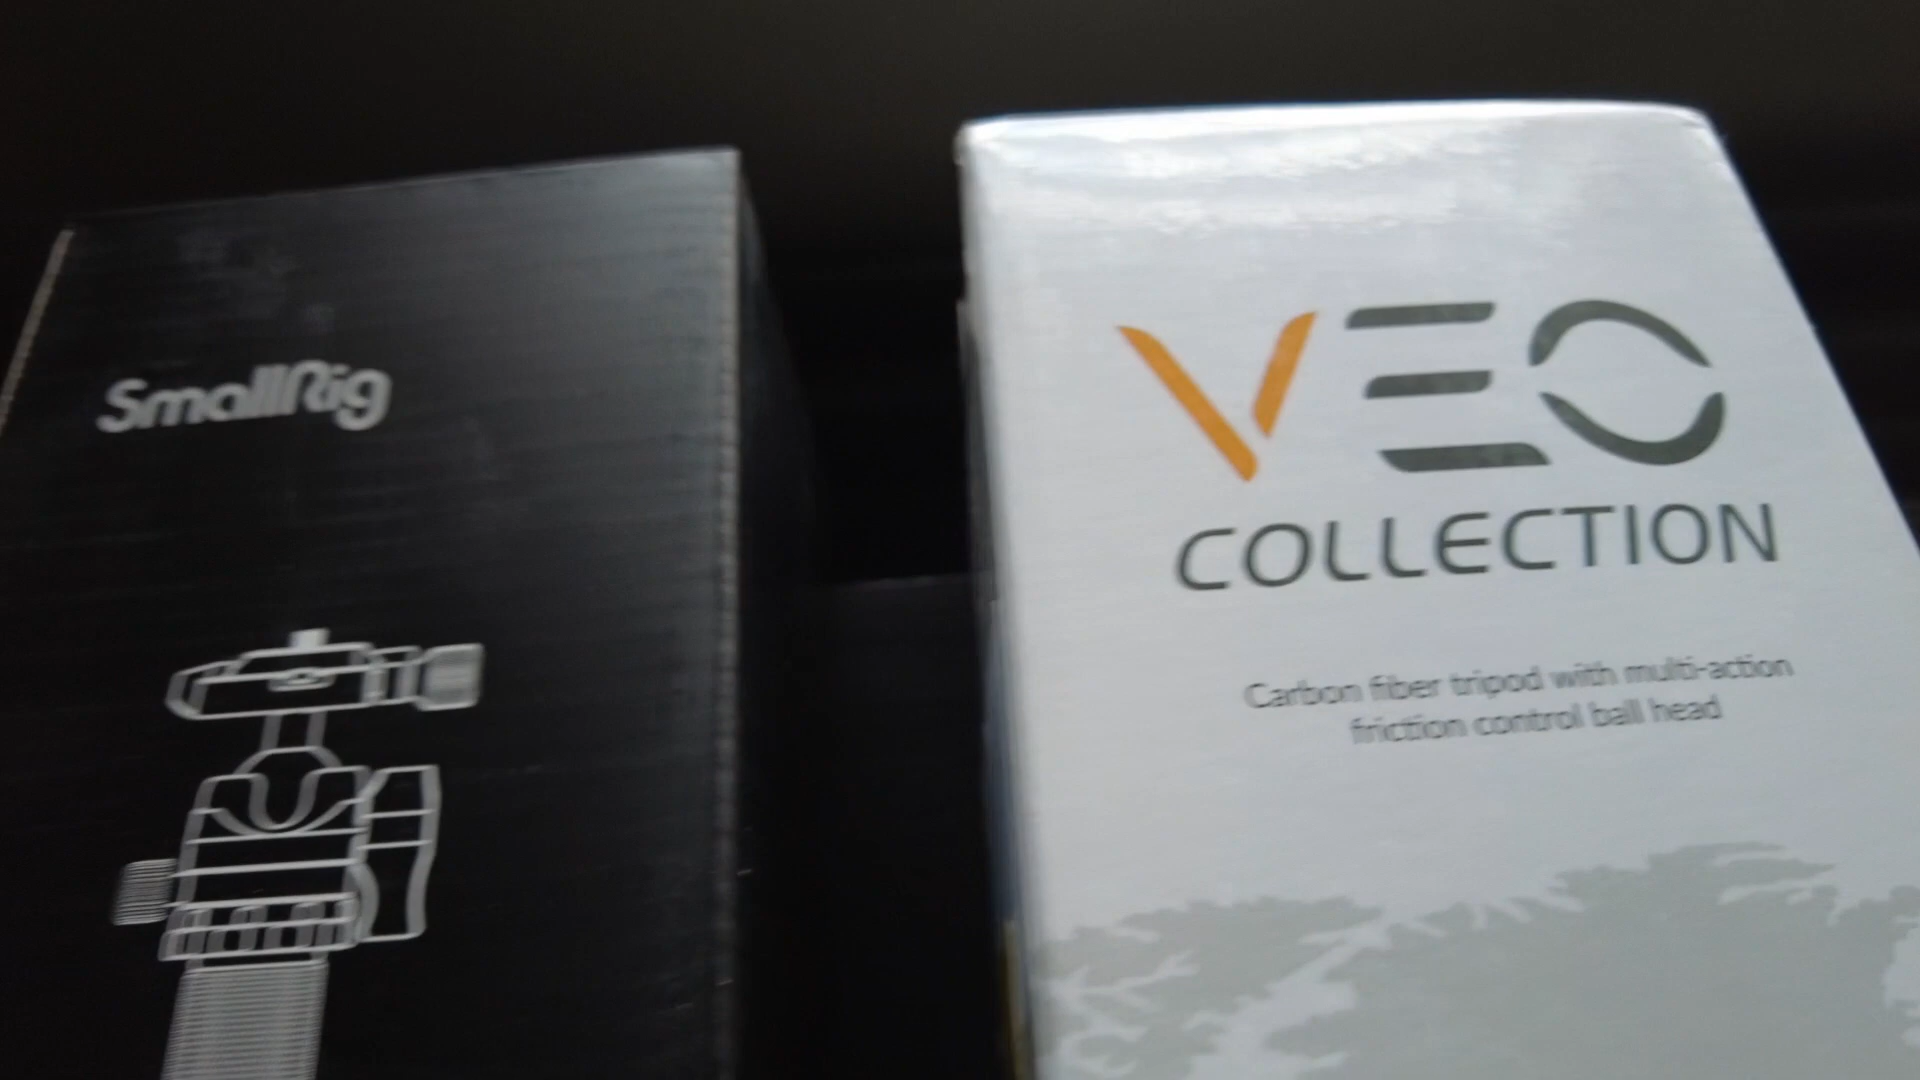 SmallRig
VEO
COLLECTION
Carbon fiber tripod with multi-action
friction control ball head